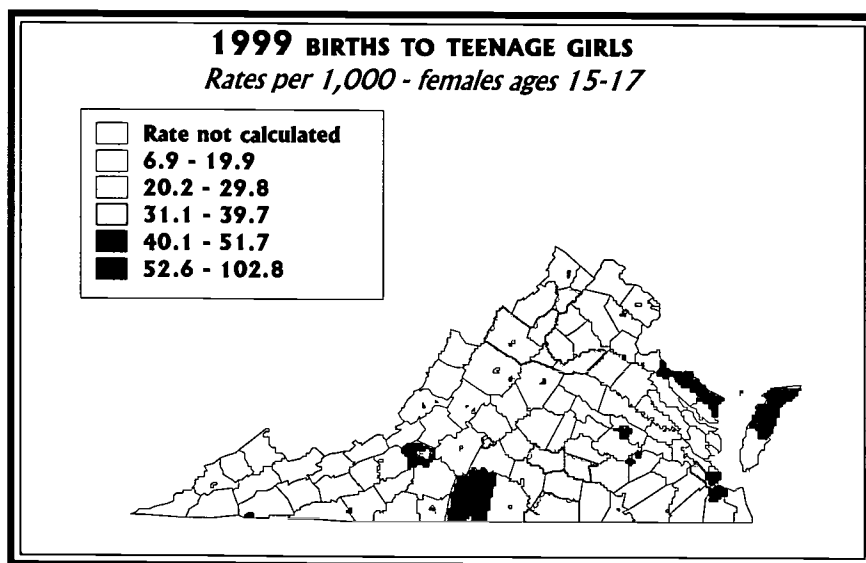 1999 BIRTHS TO TEENAGE GIRLS
Rates per 1,000 - females ages 15-17
Rate not calculated
6.9 - 19.9
20.2 - 29.8
31.1 - 39.7
40.1 - 51.7
52.6 - 102.8